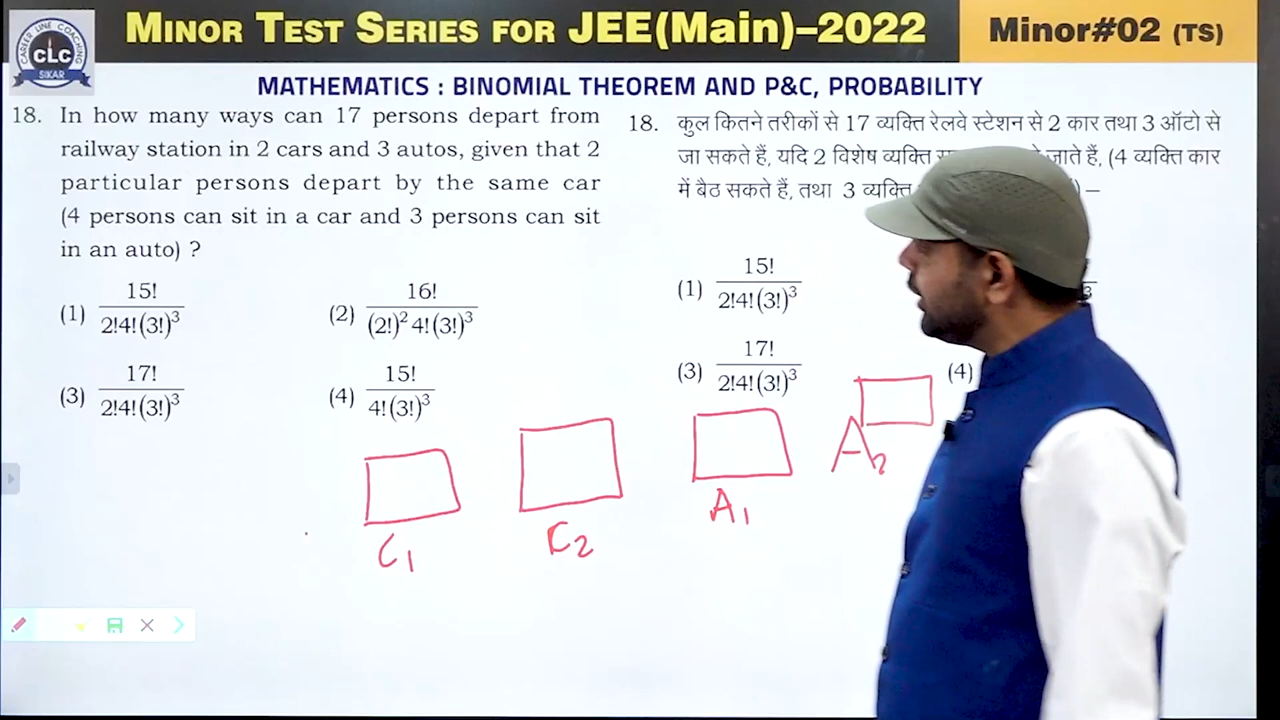 CAREER LINE COACHING
CLC
SIKAR
MINOR TEST SERIES FOR JEE(MAIN)–2022
Minor#02 (TS)
MATHEMATICS : BINOMIAL THEOREM AND P&C, PROBABILITY
18. In how many ways can 17 persons depart from
railway station in 2 cars and 3 autos, given that 2
particular persons depart by the same car
(4 persons can sit in a car and 3 persons can sit
in an auto) ?
(1) 15!/2!4!(3!)³
(2) 16!/(2!)² 4!(3!)³
(3) 17!/2!4!(3!)³
(4) 15!/4!(3!)³
18. कुल कितने तरीकों से 17 व्यक्ति रेलवे स्टेशन से 2 कार तथा 3 ऑटो से
जा सकते हैं, यदि 2 विशेष व्यक्ति जाते हैं, (4 व्यक्ति कार
में बैठ सकते हैं, तथा 3 व्यक्ति ) –
(1) 15!/2!4!(3!)³
(3) 17!/2!4!(3!)³
(4)
C₁
C₂
A₁
A₂